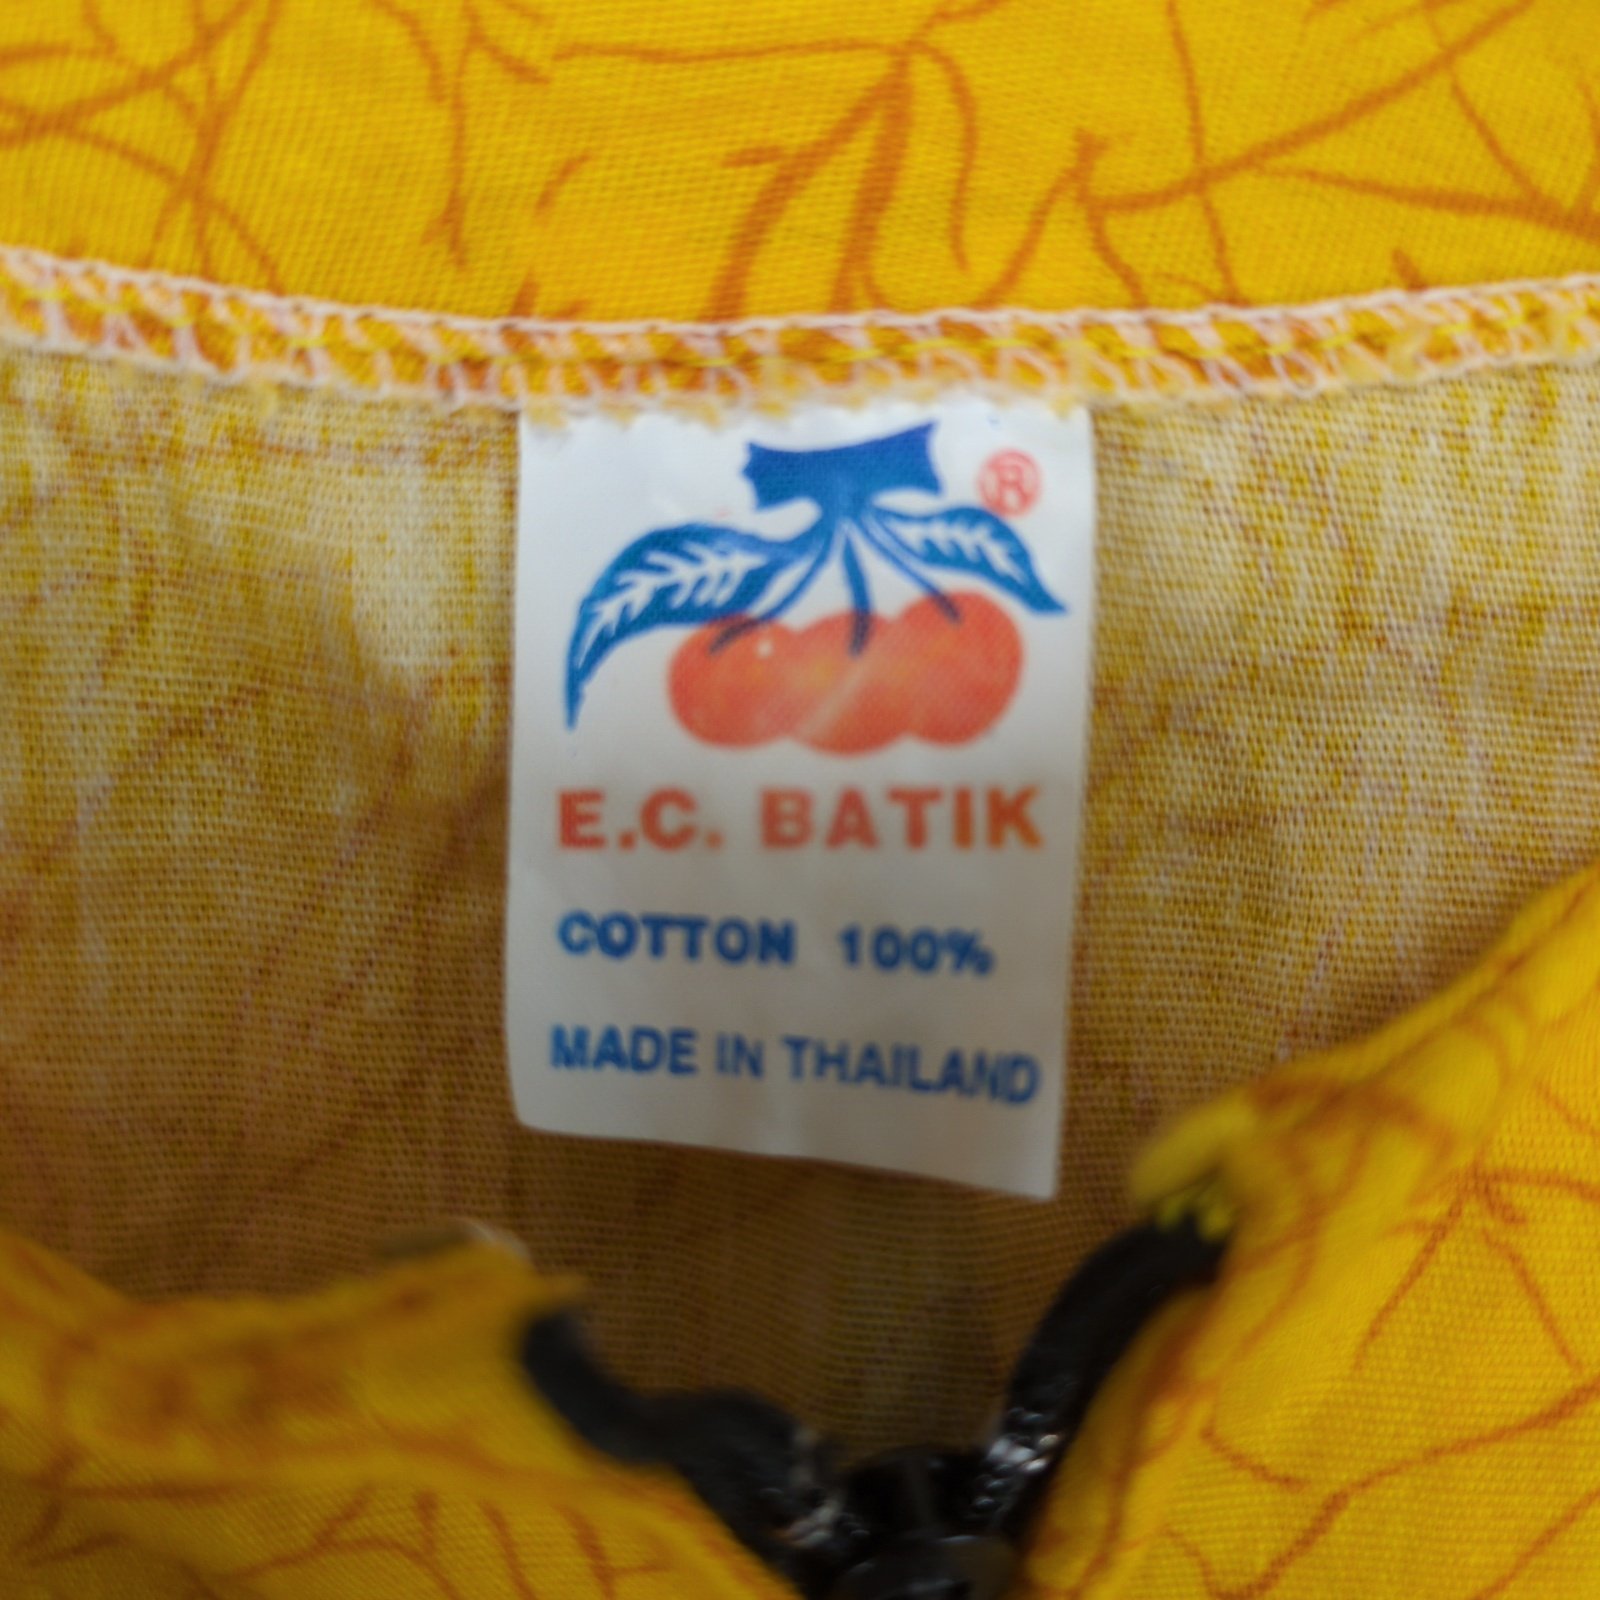 ®
E.C. BATIK
COTTON 100%
MADE IN THAILAND